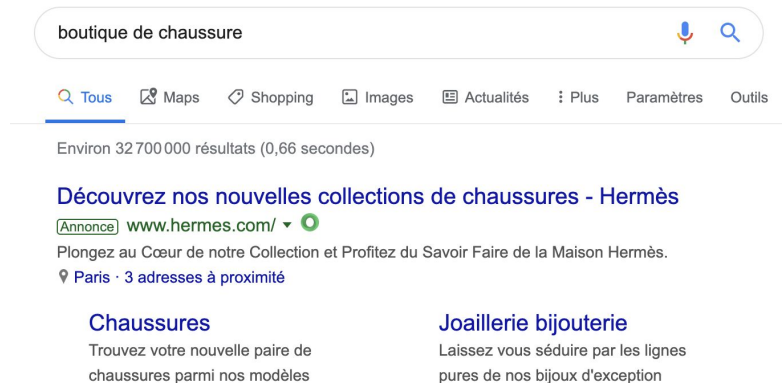 boutique de chaussure
Tous Maps Shopping Images Actualités Plus Paramètres Outils
Environ 32 700 000 résultats (0,66 secondes)
Découvrez nos nouvelles collections de chaussures - Hermès
Annonce www.hermes.com/
Plongez au Cœur de notre Collection et Profitez du Savoir Faire de la Maison Hermès.
Paris · 3 adresses à proximité
Chaussures
Trouvez votre nouvelle paire de
chaussures parmi nos modèles
Joaillerie bijouterie
Laissez vous séduire par les lignes
pures de nos bijoux d'exception